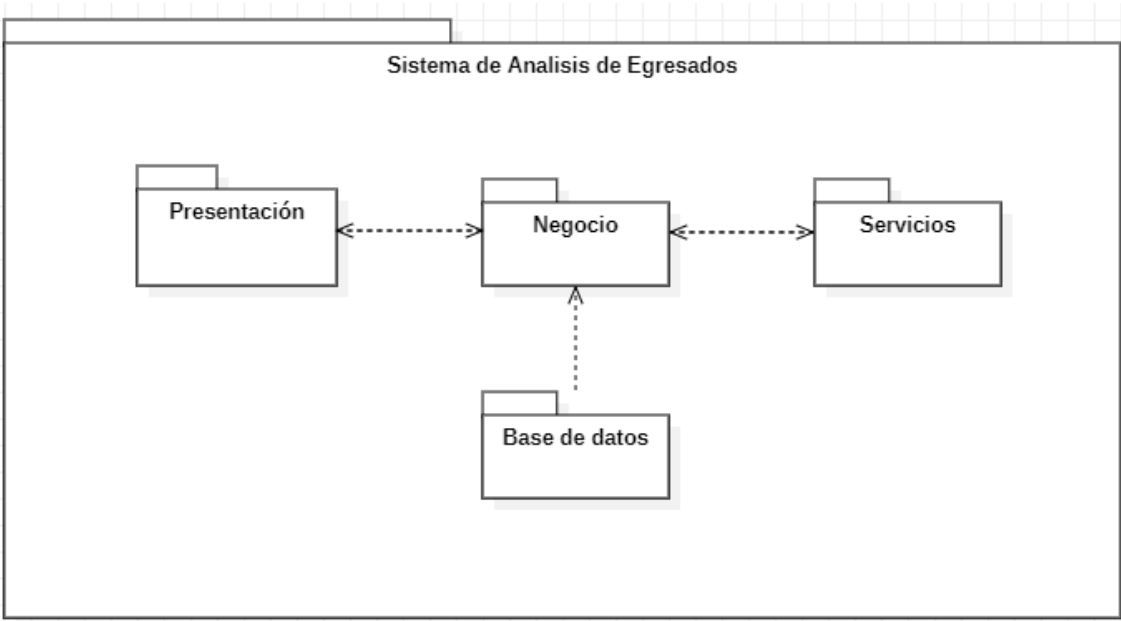 Sistema de Analisis de Egresados
Presentación
Negocio
Servicios
Base de datos